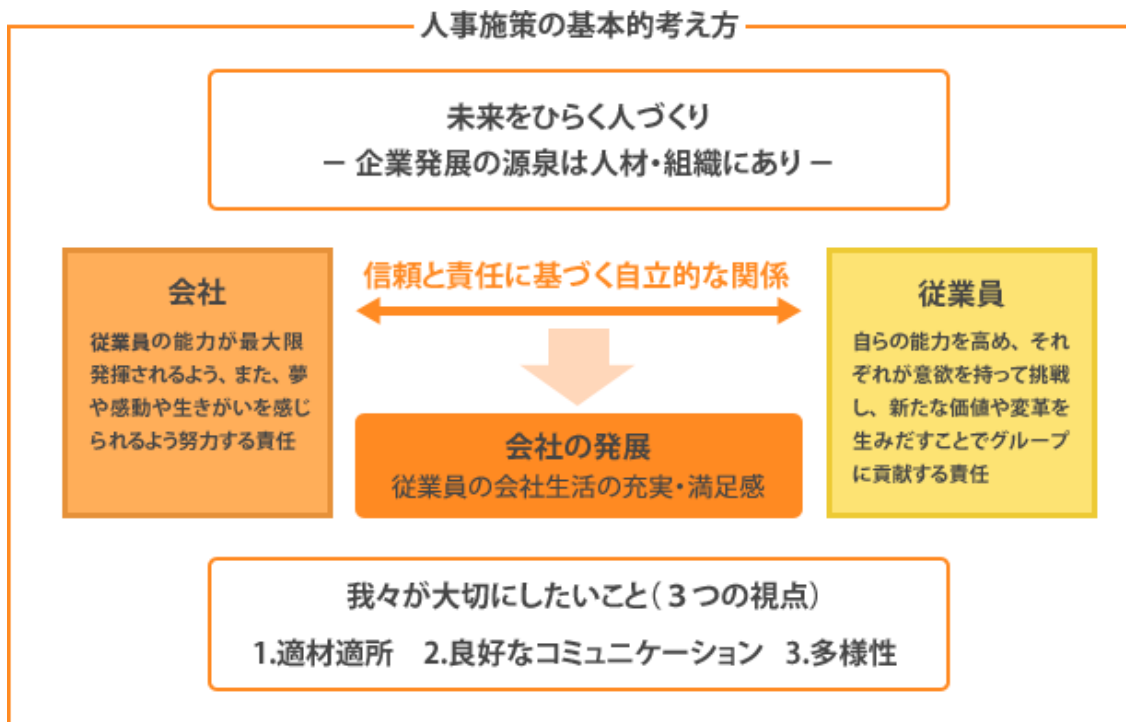 人事施策の基本的考え方
未来をひらく人づくり
− 企業発展の源泉は人材・組織にあり −
会社
従業員の能力が最大限
発揮されるよう、また、夢
や感動や生きがいを感じ
られるよう努力する責任
信頼と責任に基づく自立的な関係
従業員
自らの能力を高め、それ
ぞれが意欲を持って挑戦
し、新たな価値や変革を
生みだすことでグループ
に貢献する責任
会社の発展
従業員の会社生活の充実・満足感
我々が大切にしたいこと(3つの視点)
1.適材適所 2.良好なコミュニケーション 3.多様性